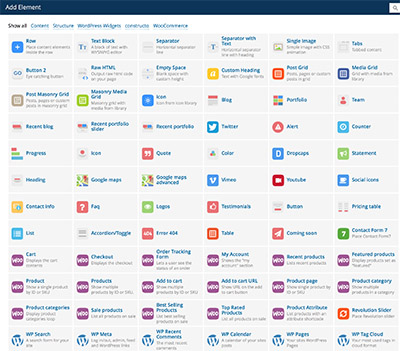 Add Element
Show all Content Structure WordPress Widgets constructo WooCommerce
Row
Place content elements inside the row
Text Block
A block of text with WYSIWYG editor
Separator
Horizontal separator line
Separator with Text
Horizontal separator line with heading
Single Image
Simple image with CSS animation
Tabs
Tabbed content
Button 2
Eye catching button
Raw HTML
Output raw html code on your page
Empty Space
Blank space with custom height
Custom Heading
Text with Google fonts
Post Grid
Posts, pages or custom posts in grid
Media Grid
Grid with media from library
Post Masonry Grid
Posts, pages or custom posts in masonry grid
Masonry Media Grid
Masonry grid with media from library
Icon
Icon from icon library
Blog
Portfolio
Team
Recent blog
Recent portfolio slider
Recent portfolio
Twitter
Alert
Counter
Progress
Icon
Quote
Color
Dropcaps
Statement
Heading
Google maps
Google maps advanced
Vimeo
Youtube
Social icons
Contact info
Faq
Logos
Testimonials
Button
Pricing table
List
Accordion/Toggle
404
Error 404
Table
Coming soon
Contact Form 7
Place Contact Form7
Cart
Displays the cart contents
Checkout
Displays the checkout
Order Tracking Form
Lets a user see the status of an order
My Account
Shows the "my account" section
Recent products
Lists recent products
Featured products
Display products set as "featured"
Product
Show a single product by ID or SKU
Products
Show multiple products by ID or SKU.
Add to cart
Show multiple products by ID or SKU
Add to cart URL
Show URL on the add to cart button
Product page
Show single product by ID or SKU
Product category
Show multiple products in a category
Product categories
Display product categories loop
Sale products
List all products on sale
Best Selling Products
List best selling products on sale
Top Rated Products
List all products on sale
Product Attribute
List products with an attribute shortcode
Revolution Slider
Place Revolution slider
WP Search
A search form for your site
WP Meta
Log in/out, admin, feed and WordPress links
WP Recent Comments
The most recent comments
WP Calendar
A calendar of your sites posts
WP Pages
Your sites WordPress Pages
WP Tag Cloud
Your most used tags in cloud format